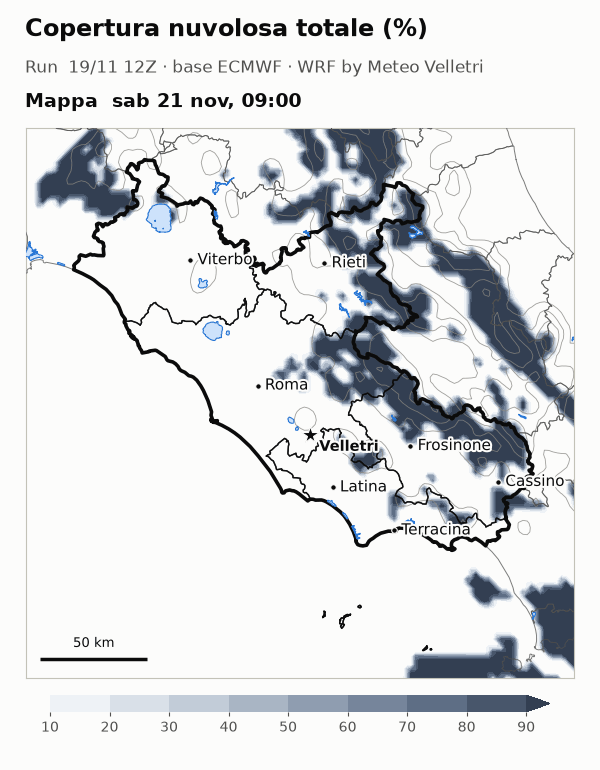 Copertura nuvolosa totale (%)
Run 19/11 12Z · base ECMWF · WRF by Meteo Velletri
Mappa sab 21 nov, 09:00
Viterbo
Rieti
Roma
Velletri
Frosinone
Latina
Cassino
Terracina
50 km
10 20 30 40 50 60 70 80 90